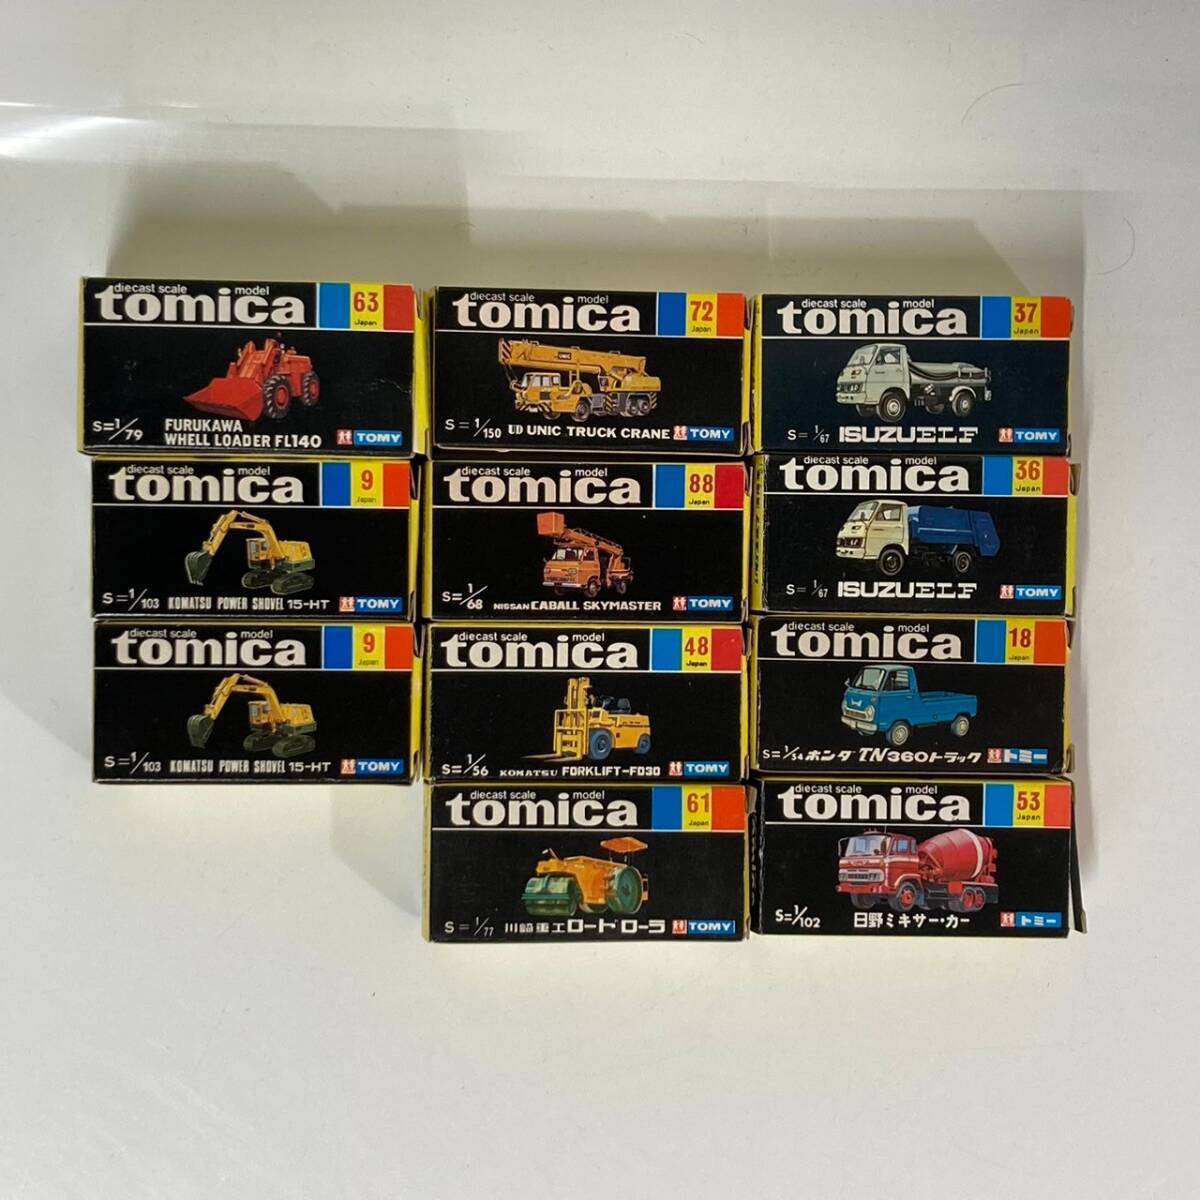 diecast scale model
tomica
63
Japan
S=1/79
FURUKAWA
WHELL LOADER FL140
TOMY
diecast scale model
tomica
9
Japan
S=1/103 KOMATSU POWER SHOVEL 15-HT TOMY
diecast scale model
tomica
9
Japan
S=1/103 KOMATSU POWER SHOVEL 15-HT TOMY
diecast scale model
tomica
72
Japan
UNIC
S=1/150 UD UNIC TRUCK CRANE TOMY
diecast scale model
tomica
88
Japan
S=1/68 NISSAN CABALL SKYMASTER TOMY
diecast scale model
tomica
48
Japan
S=1/56 KOMATSU FORKLIFT-FD30 TOMY
diecast scale model
tomica
61
Japan
S=1/77 川崎重工ロードローラ TOMY
diecast scale model
tomica
37
Japan
S=1/67 ISUZU ELF TOMY
diecast scale model
tomica
36
Japan
S=1/67 ISUZU ELF TOMY
diecast scale model
tomica
18
Japan
S=1/54 ホンダ TN360トラック トミー
diecast scale model
tomica
53
Japan
S=1/102 日野ミキサー・カー トミー